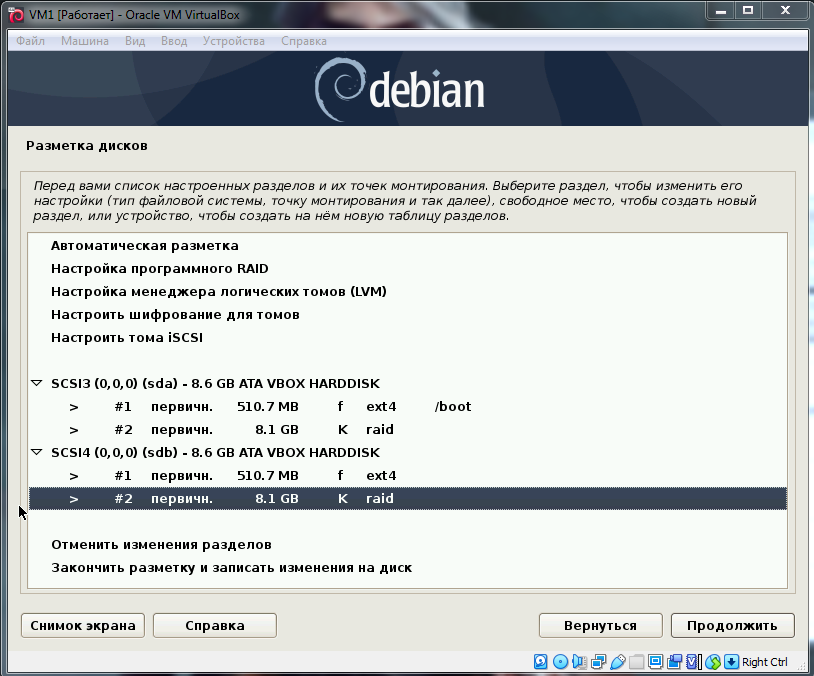 VM1 [Работает] - Oracle VM VirtualBox
Файл Машина Вид Ввод Устройства Справка
debian
Разметка дисков
Перед вами список настроенных разделов и их точек монтирования. Выберите раздел, чтобы изменить его
настройки (тип файловой системы, точку монтирования и так далее), свободное место, чтобы создать новый
раздел, или устройство, чтобы создать на нём новую таблицу разделов.
Автоматическая разметка
Настройка программного RAID
Настройка менеджера логических томов (LVM)
Настроить шифрование для томов
Настроить тома iSCSI
SCSI3 (0,0,0) (sda) - 8.6 GB ATA VBOX HARDDISK
> #1 первичн. 510.7 MB f ext4 /boot
> #2 первичн. 8.1 GB K raid
SCSI4 (0,0,0) (sdb) - 8.6 GB ATA VBOX HARDDISK
> #1 первичн. 510.7 MB f ext4
> #2 первичн. 8.1 GB K raid
Отменить изменения разделов
Закончить разметку и записать изменения на диск
Снимок экрана Справка Вернуться Продолжить
Right Ctrl